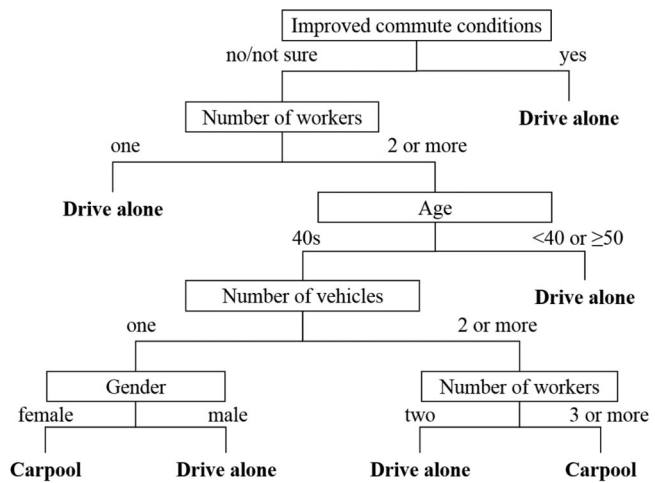 Improved commute conditions
no/not sure
yes
Number of workers
Drive alone
one
2 or more
Drive alone
Age
40s
<40 or ≥50
Number of vehicles
Drive alone
one
2 or more
Gender
Number of workers
female
male
two
3 or more
Carpool
Drive alone
Drive alone
Carpool